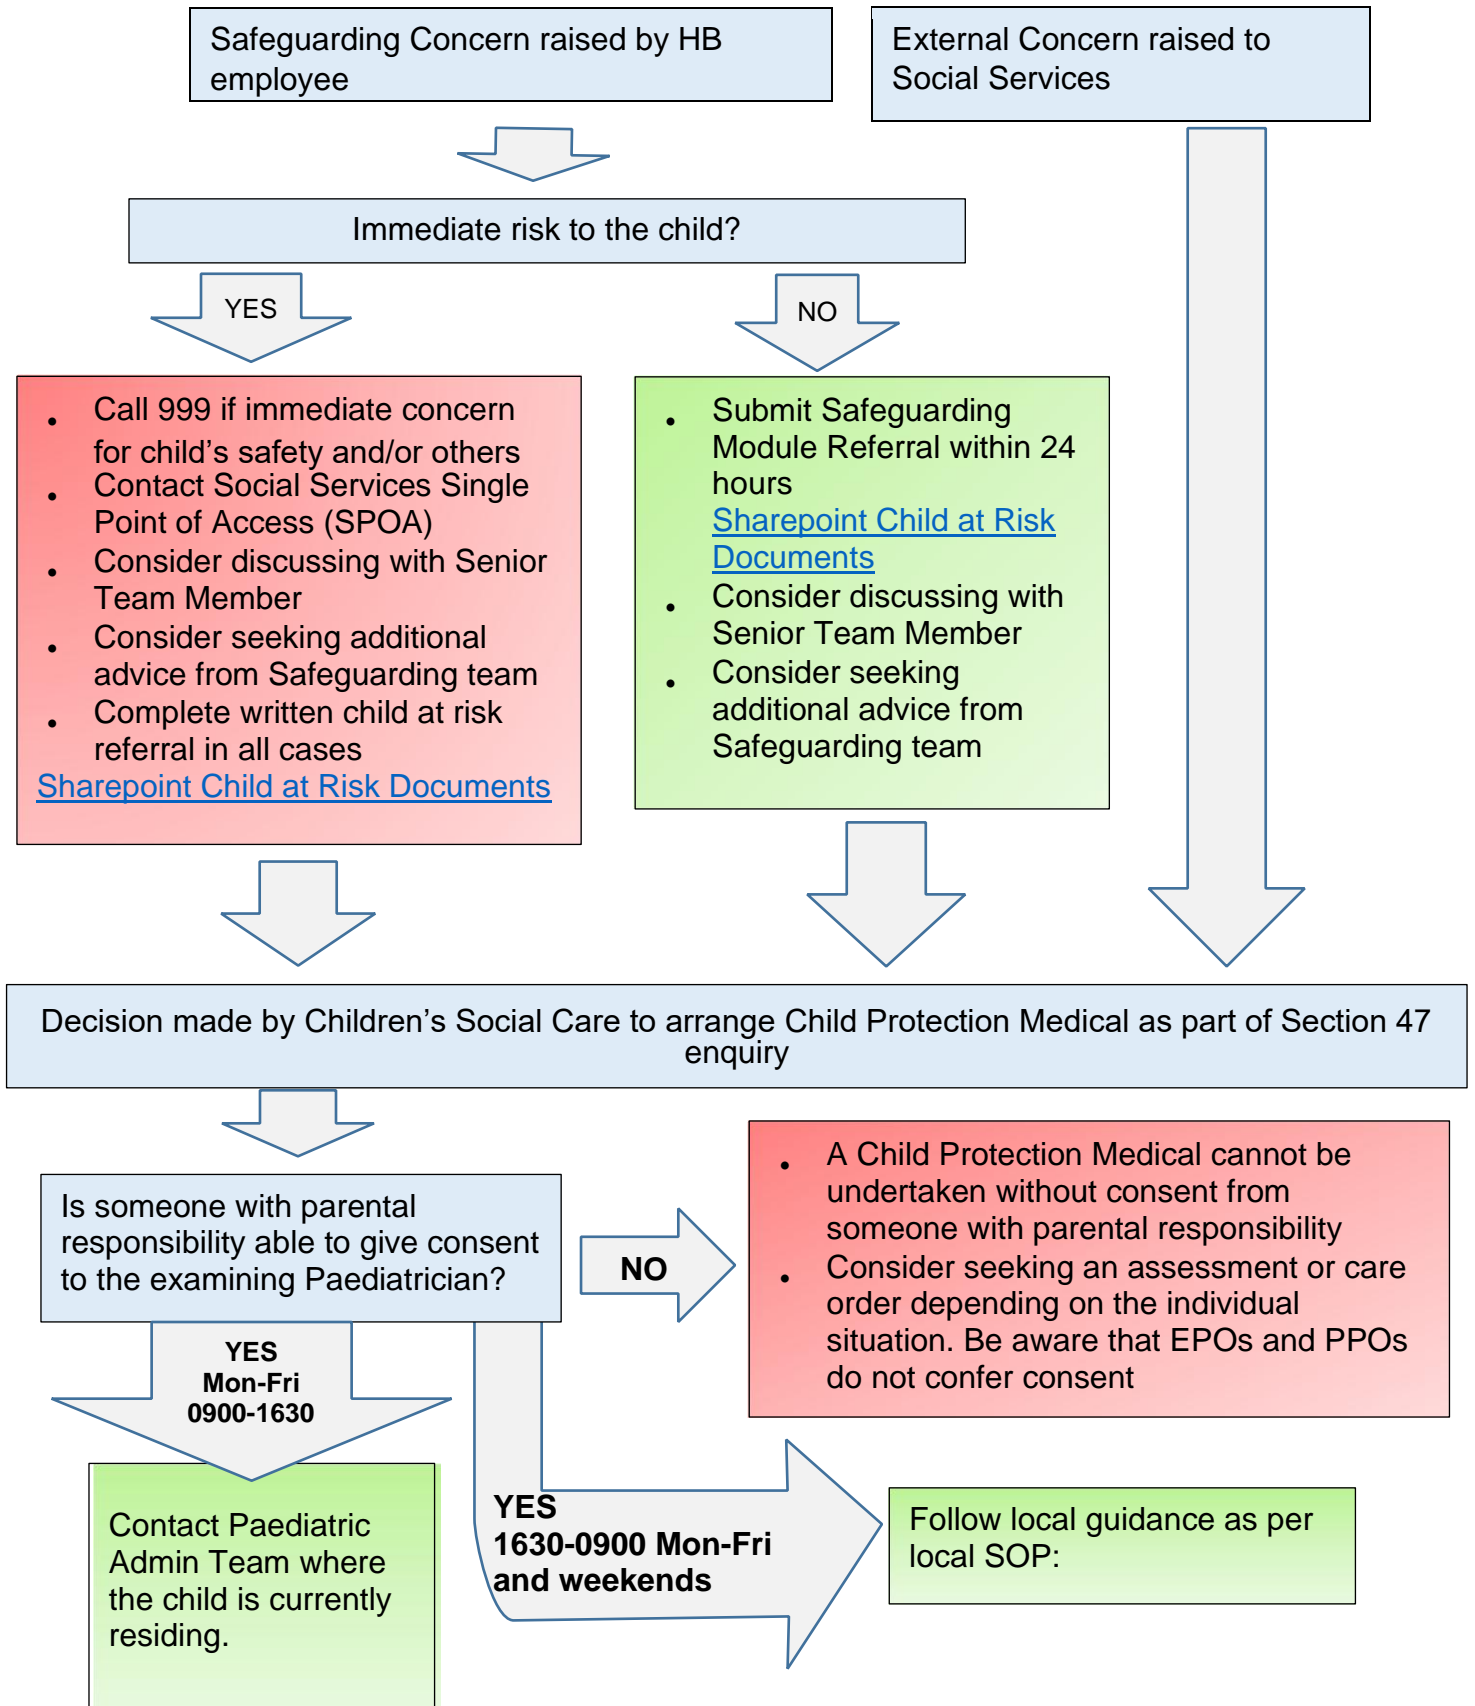 Safeguarding Concern raised by HB
employee
External Concern raised to
Social Services
Immediate risk to the child?
YES
NO
• Call 999 if immediate concern
for child’s safety and/or others
• Contact Social Services Single
Point of Access (SPOA)
• Consider discussing with Senior
Team Member
• Consider seeking additional
advice from Safeguarding team
• Complete written child at risk
referral in all cases
Sharepoint Child at Risk Documents
• Submit Safeguarding
Module Referral within 24
hours
Sharepoint Child at Risk
Documents
• Consider discussing with
Senior Team Member
• Consider seeking
additional advice from
Safeguarding team
Decision made by Children’s Social Care to arrange Child Protection Medical as part of Section 47
enquiry
Is someone with parental
responsibility able to give consent
to the examining Paediatrician?
NO
• A Child Protection Medical cannot be
undertaken without consent from
someone with parental responsibility
• Consider seeking an assessment or care
order depending on the individual
situation. Be aware that EPOs and PPOs
do not confer consent
YES
Mon-Fri
0900-1630
Contact Paediatric
Admin Team where
the child is currently
residing.
YES
1630-0900 Mon-Fri
and weekends
Follow local guidance as per
local SOP: